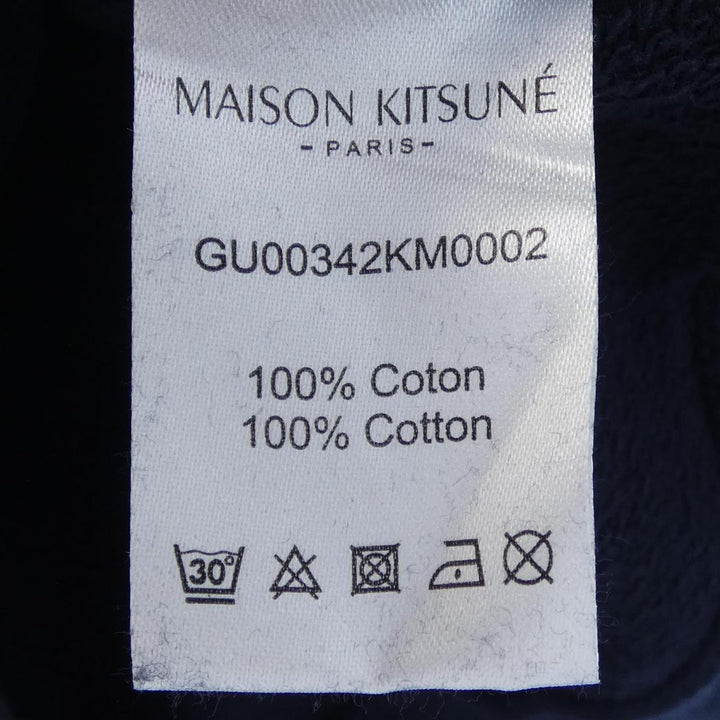 MAISON KITSUNÉ
- PARIS -
GU00342KM0002
100% Coton
100% Cotton
30°